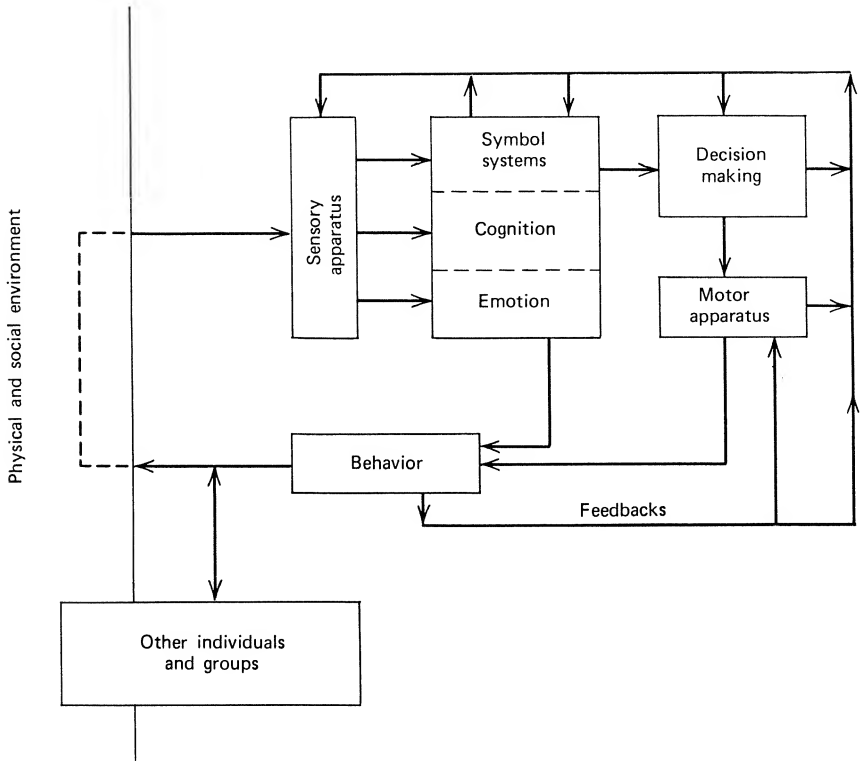 Physical and social environment
Sensory
apparatus
Symbol
systems
Cognition
Emotion
Decision
making
Motor
apparatus
Behavior
Feedbacks
Other individuals
and groups